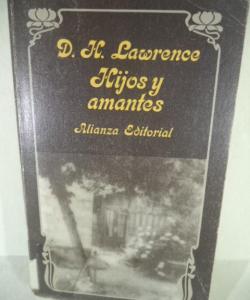 D. H. Lawrence
Hijos y
amantes
Alianza Editorial